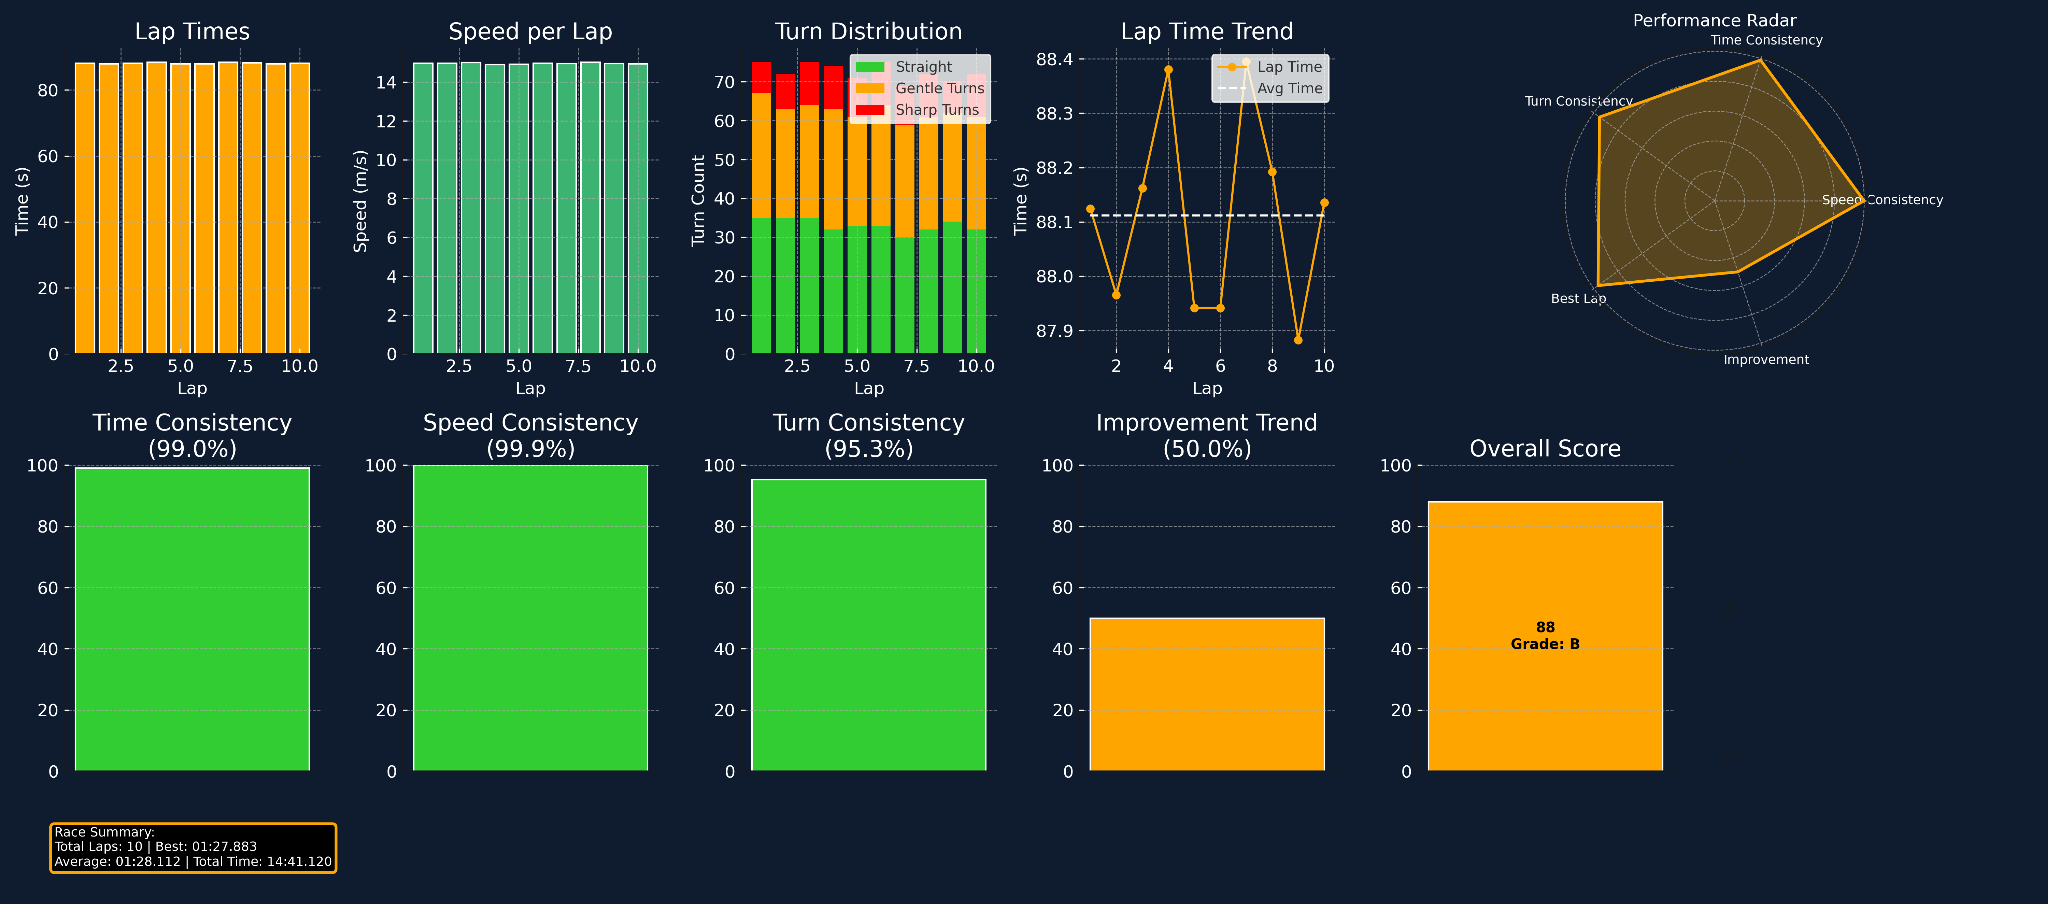 Lap Times
Time (s)
80
60
40
20
0
2.5 5.0 7.5 10.0
Lap
Speed per Lap
Speed (m/s)
14
12
10
8
6
4
2
0
2.5 5.0 7.5 10.0
Lap
Turn Distribution
Turn Count
70
60
50
40
30
20
10
0
Straight
Gentle Turns
Sharp Turns
2.5 5.0 7.5 10.0
Lap
Lap Time Trend
Time (s)
88.4
88.3
88.2
88.1
88.0
87.9
Lap Time
Avg Time
2 4 6 8 10
Lap
Performance Radar
Time Consistency
Turn Consistency
Speed Consistency
Best Lap
Improvement
Time Consistency
(99.0%)
100
80
60
40
20
0
Speed Consistency
(99.9%)
100
80
60
40
20
0
Turn Consistency
(95.3%)
100
80
60
40
20
0
Improvement Trend
(50.0%)
100
80
60
40
20
0
Overall Score
100
80
60
40
20
0
88
Grade: B
Race Summary:
Total Laps: 10 | Best: 01:27.883
Average: 01:28.112 | Total Time: 14:41.120